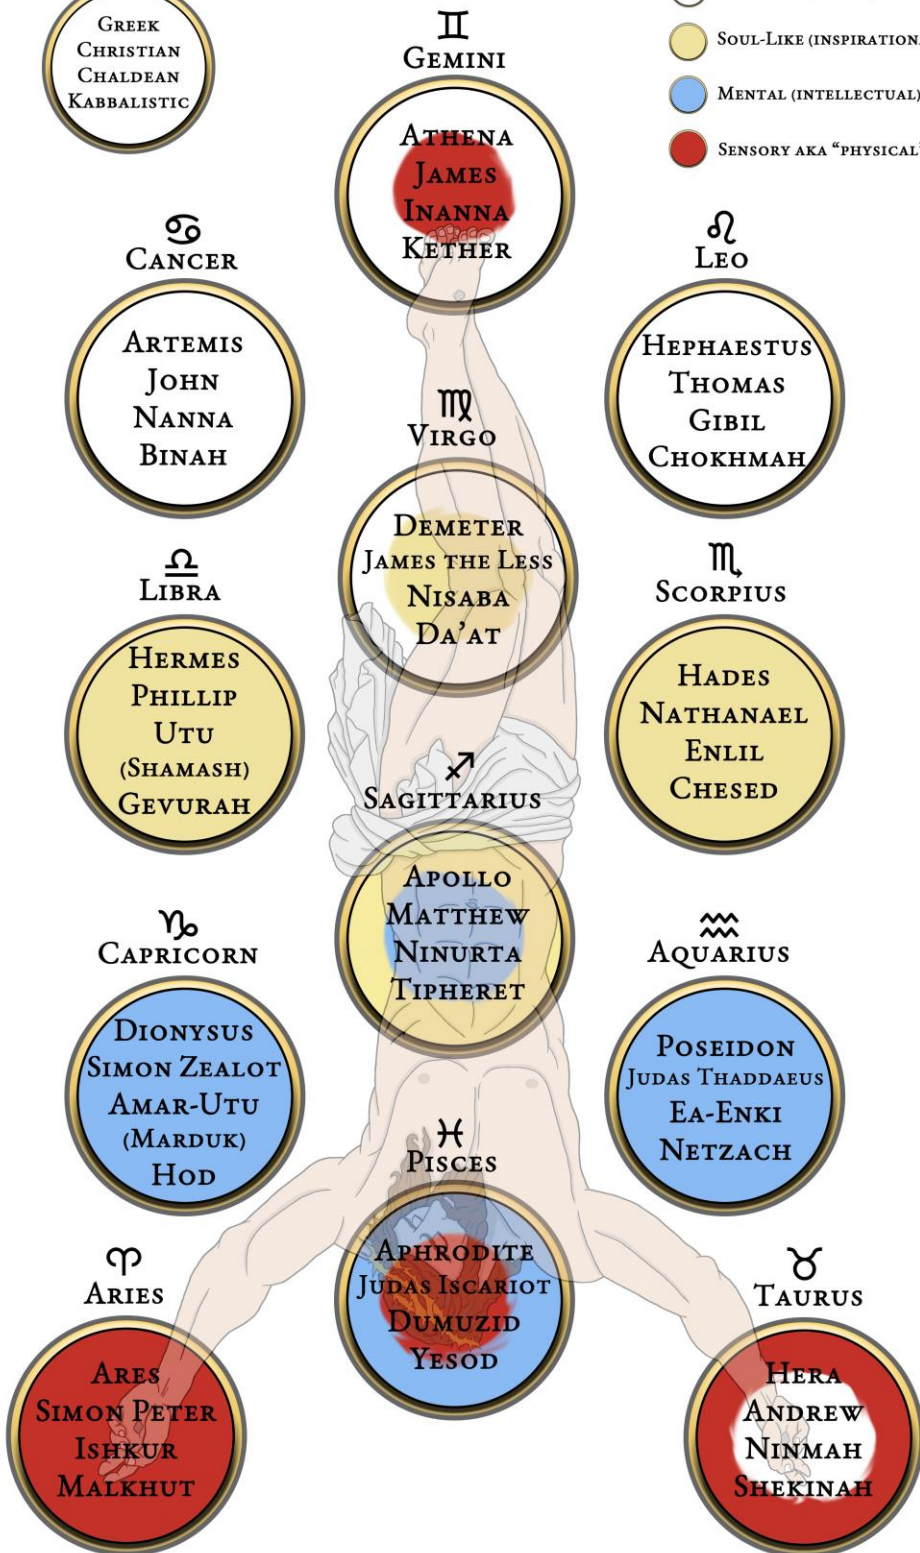 Greek
Christian
Chaldean
Kabbalistic
Soul-Like (Inspiration
Mental (Intellectual)
Sensory aka “Physical”
♊
Gemini
Athena
James
Inanna
Kether
♋
Cancer
Artemis
John
Nanna
Binah
♌
Leo
Hephaestus
Thomas
Gibil
Chokhmah
♍
Virgo
Demeter
James the Less
Nisaba
Da’at
♎
Libra
Hermes
Phillip
Utu
(Shamash)
Gevurah
♏
Scorpius
Hades
Nathanael
Enlil
Chesed
♐
Sagittarius
Apollo
Matthew
Ninurta
Tipheret
♑
Capricorn
Dionysus
Simon Zealot
Amar-Utu
(Marduk)
Hod
♒
Aquarius
Poseidon
Judas Thaddaeus
Ea-Enki
Netzach
♓
Pisces
Aphrodite
Judas Iscariot
Dumuzid
Yesod
♈
Aries
Ares
Simon Peter
Ishkur
Malkhut
♉
Taurus
Hera
Andrew
Ninmah
Shekinah